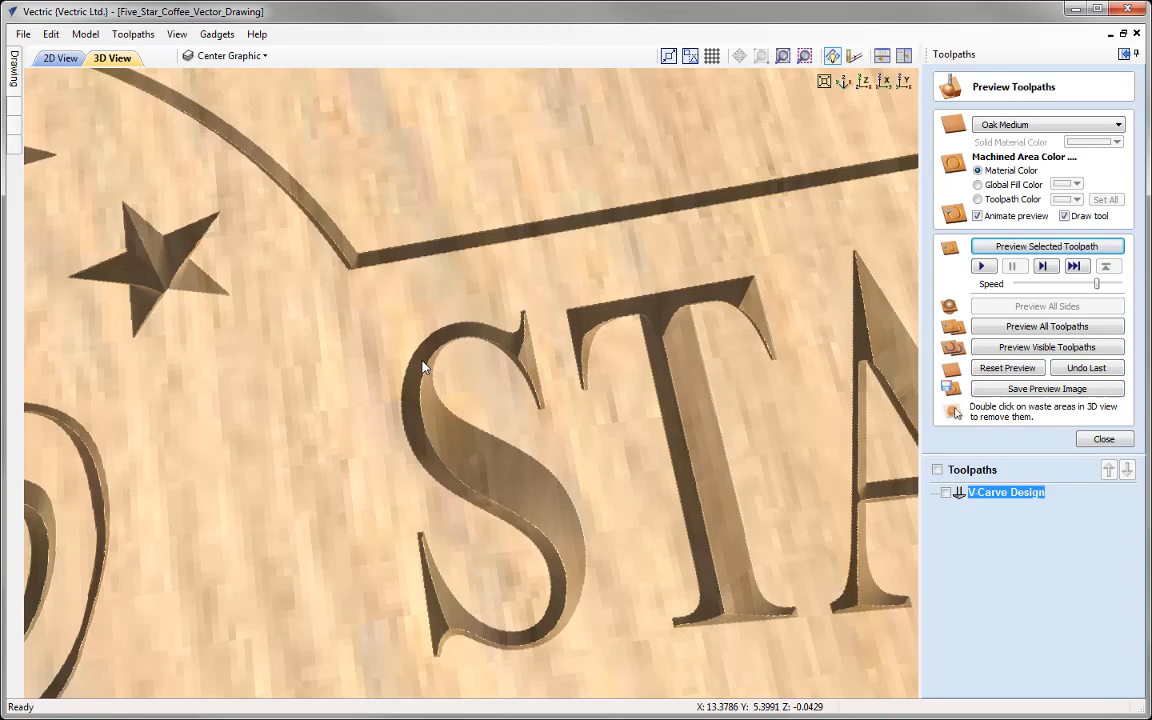 Vectric {Vectric Ltd.} - [Five_Star_Coffee_Vector_Drawing]
File Edit Model Toolpaths View Gadgets Help
Drawing
2D View 3D View Center Graphic
Toolpaths
Preview Toolpaths
Oak Medium
Solid Material Color
Machined Area Color ....
Material Color
Global Fill Color
Toolpath Color Set All
Animate preview Draw tool
Preview Selected Toolpath
Speed
Preview All Sides
Preview All Toolpaths
Preview Visible Toolpaths
Reset Preview Undo Last
Save Preview Image
Double click on waste areas in 3D view
to remove them.
Close
Toolpaths
V-Carve Design
STA
Ready X: 13.3786 Y: 5.3991 Z: -0.0429